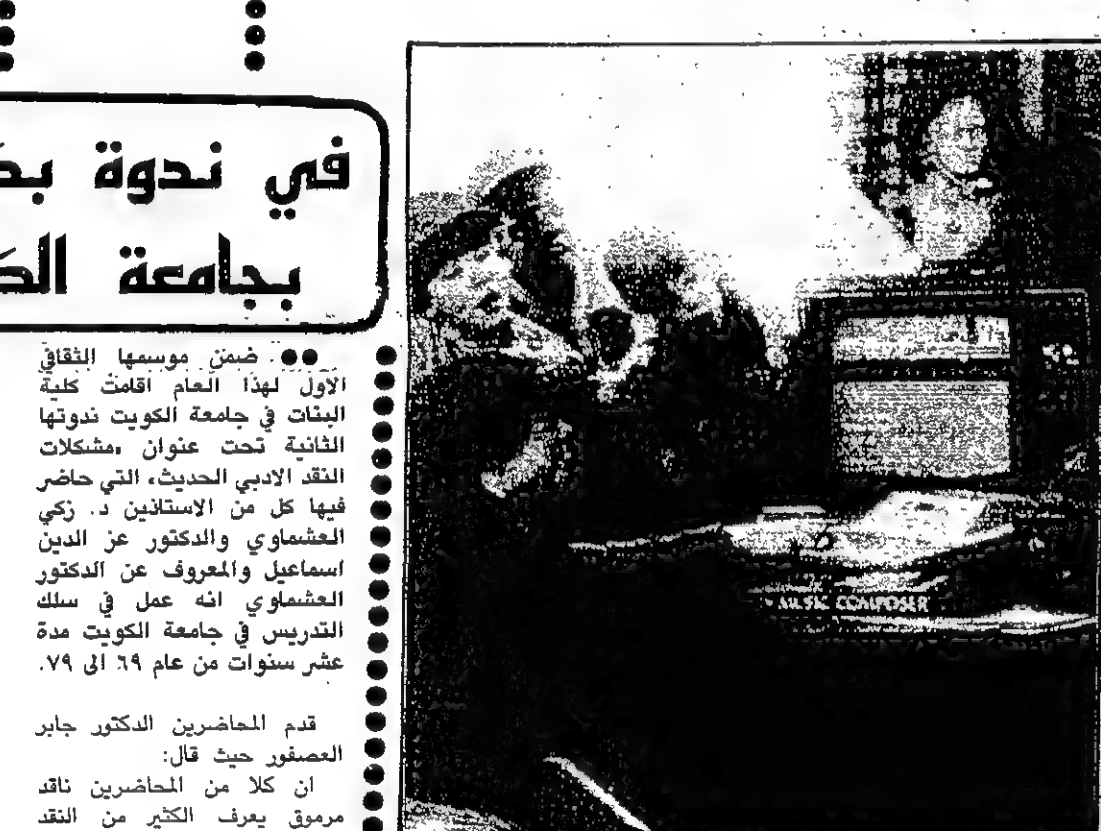 في ندوة
بجامعة
●● ضمن موسمها الثقافي
الاول لهذا العام اقامت كلية
البنات في جامعة الكويت ندوتها
الثانية تحت عنوان «مشكلات
النقد الادبي الحديث» التي حاضر
فيها كل من الاستاذين د. زكي
العشماوي والدكتور عز الدين
اسماعيل والمعروف عن الدكتور
العشماوي انه عمل في سلك
التدريس في جامعة الكويت مدة
عشر سنوات من عام ٦٩ الى ٧٩.
قدم المحاضرين الدكتور جابر
العصفور حيث قال:
ان كلا من المحاضرين ناقد
مرموق يعرف الكثير من النقد
MUSIC COMPOSER